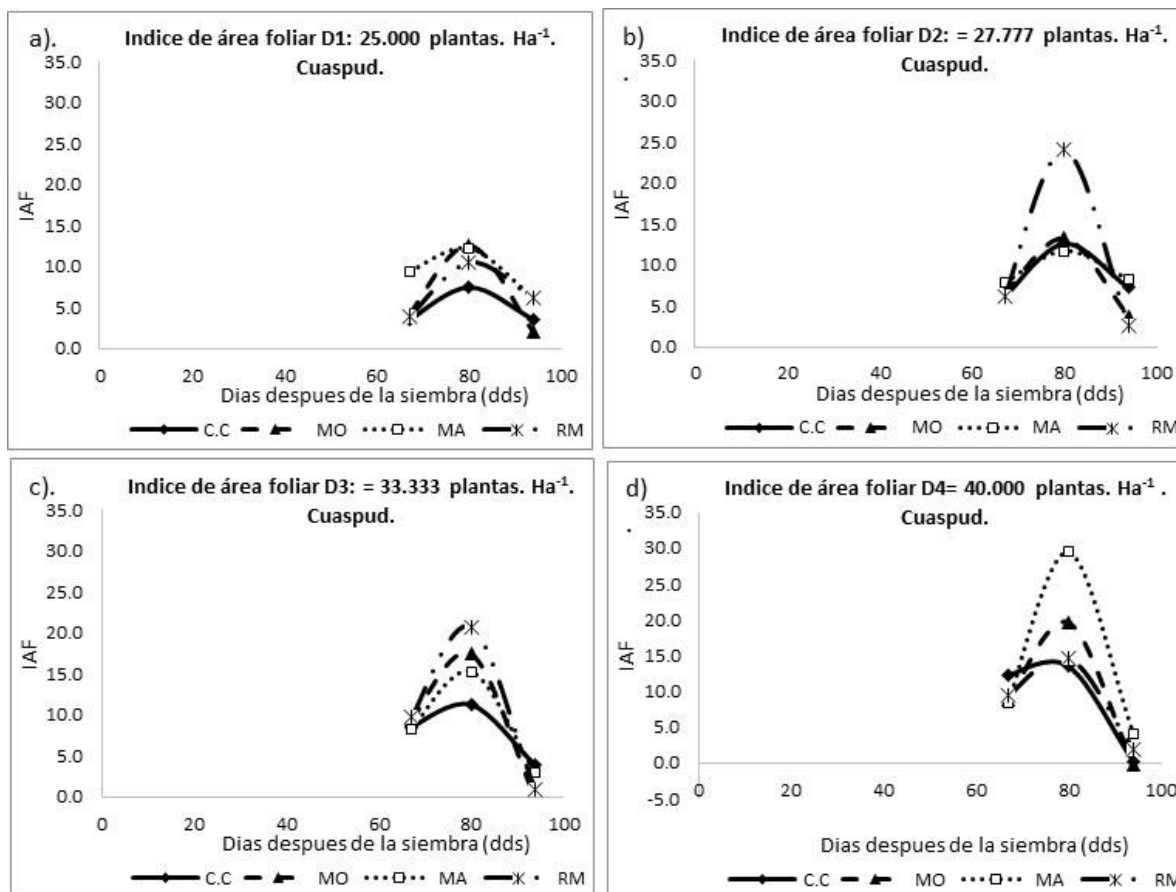 a).
Indice de área foliar D1: 25.000 plantas. Ha⁻¹.
Cuaspud.
35.0
30.0
25.0
20.0
15.0
10.0
5.0
0.0
IAF
0 20 40 60 80 100
Dias despues de la siembra (dds)
C.C MO MA RM
b)
Indice de área foliar D2: = 27.777 plantas. Ha⁻¹.
Cuaspud.
35.0
30.0
25.0
20.0
15.0
10.0
5.0
0.0
IAF
0 20 40 60 80 100
Dias despues de la siembra (dds)
C.C MO MA RM
c).
Indice de área foliar D3: = 33.333 plantas. Ha⁻¹.
Cuaspud.
35.0
30.0
25.0
20.0
15.0
10.0
5.0
0.0
IAF
0 20 40 60 80 100
Dias despues de la siembra (dds)
C.C MO MA RM
d)
Indice de área foliar D4= 40.000 plantas. Ha⁻¹ .
Cuaspud.
35.0
30.0
25.0
20.0
15.0
10.0
5.0
0.0
-5.0
IAF
0 20 40 60 80 100
Dias despues de la siembra (dds)
C.C MO MA RM